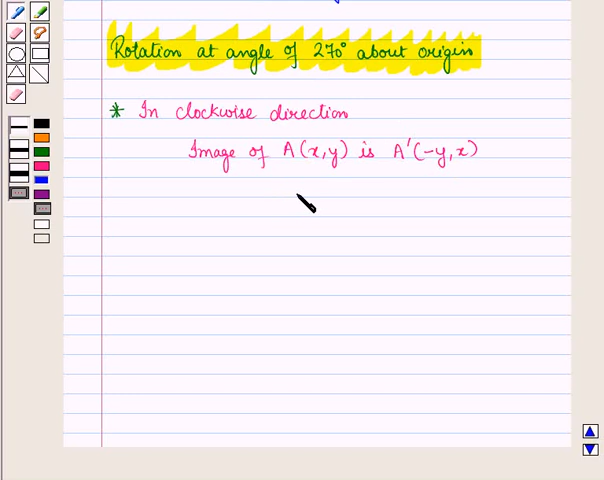 Rotation at angle of 270° about origin
* In clockwise direction
Image of A(x,y) is A'(-y,x)